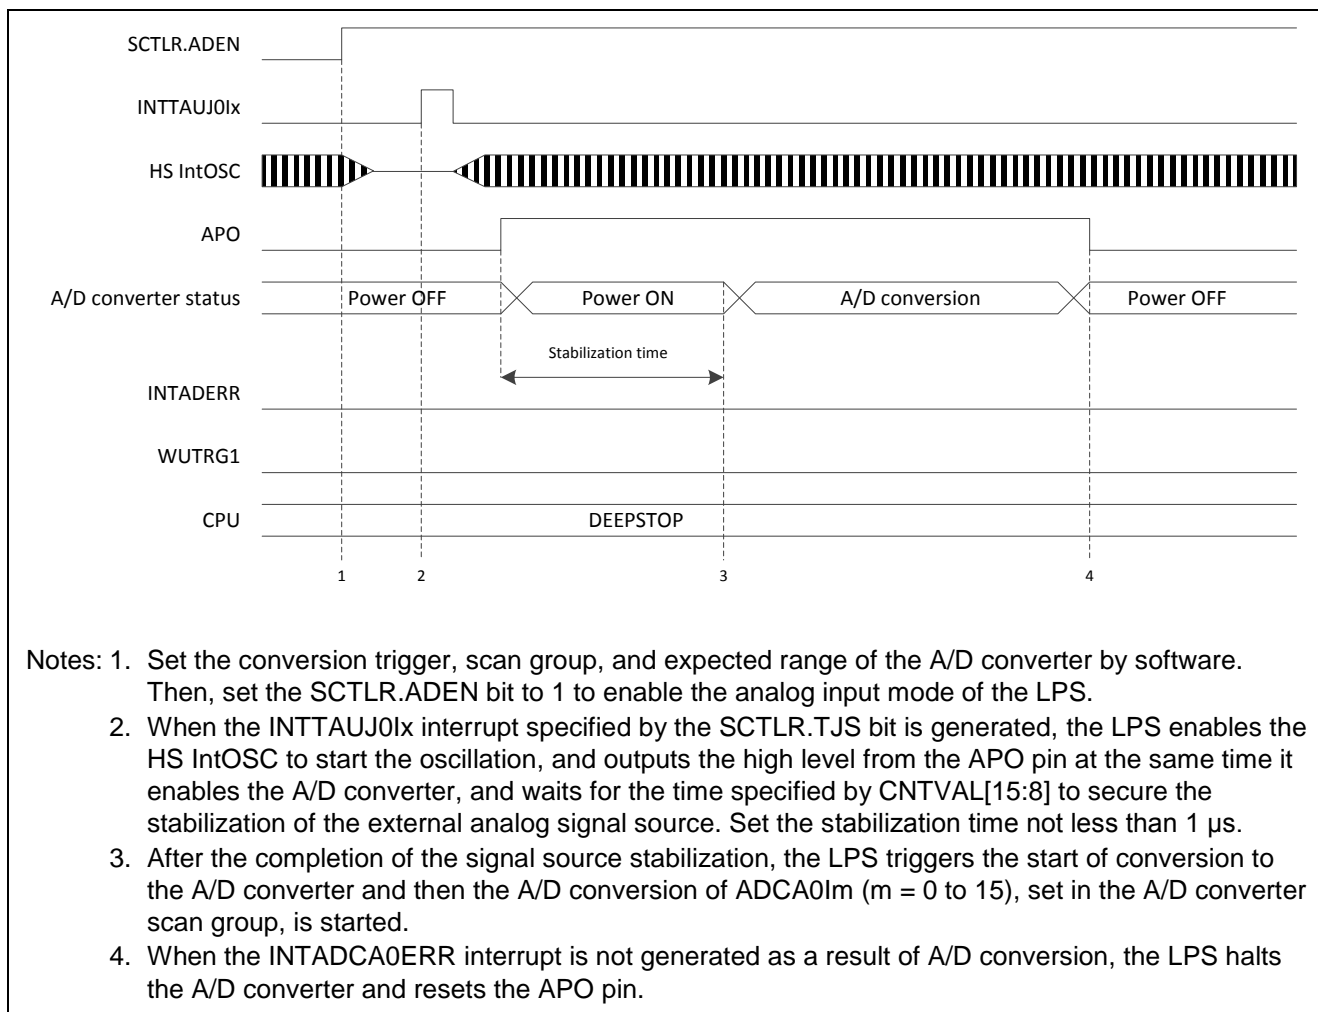 SCTLR.ADEN
INTTAUJ0Ix
HS IntOSC
APO
A/D converter status
Power OFF
Power ON
A/D conversion
Power OFF
Stabilization time
INTADERR
WUTRG1
CPU
DEEPSTOP
1
2
3
4
Notes: 1. Set the conversion trigger, scan group, and expected range of the A/D converter by software.
Then, set the SCTLR.ADEN bit to 1 to enable the analog input mode of the LPS.
2. When the INTTAUJ0Ix interrupt specified by the SCTLR.TJS bit is generated, the LPS enables the
HS IntOSC to start the oscillation, and outputs the high level from the APO pin at the same time it
enables the A/D converter, and waits for the time specified by CNTVAL[15:8] to secure the
stabilization of the external analog signal source. Set the stabilization time not less than 1 µs.
3. After the completion of the signal source stabilization, the LPS triggers the start of conversion to
the A/D converter and then the A/D conversion of ADCA0Im (m = 0 to 15), set in the A/D converter
scan group, is started.
4. When the INTADCA0ERR interrupt is not generated as a result of A/D conversion, the LPS halts
the A/D converter and resets the APO pin.